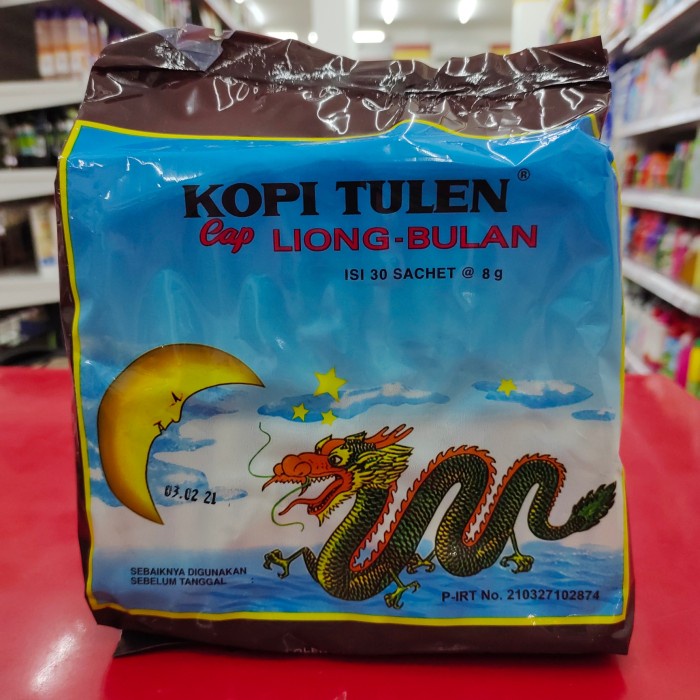 KOPI TULEN®
Cap LIONG-BULAN
ISI 30 SACHET @ 8 g
03.02 21
SEBAIKNYA DIGUNAKAN
SEBELUM TANGGAL
P-IRT No. 210327102874